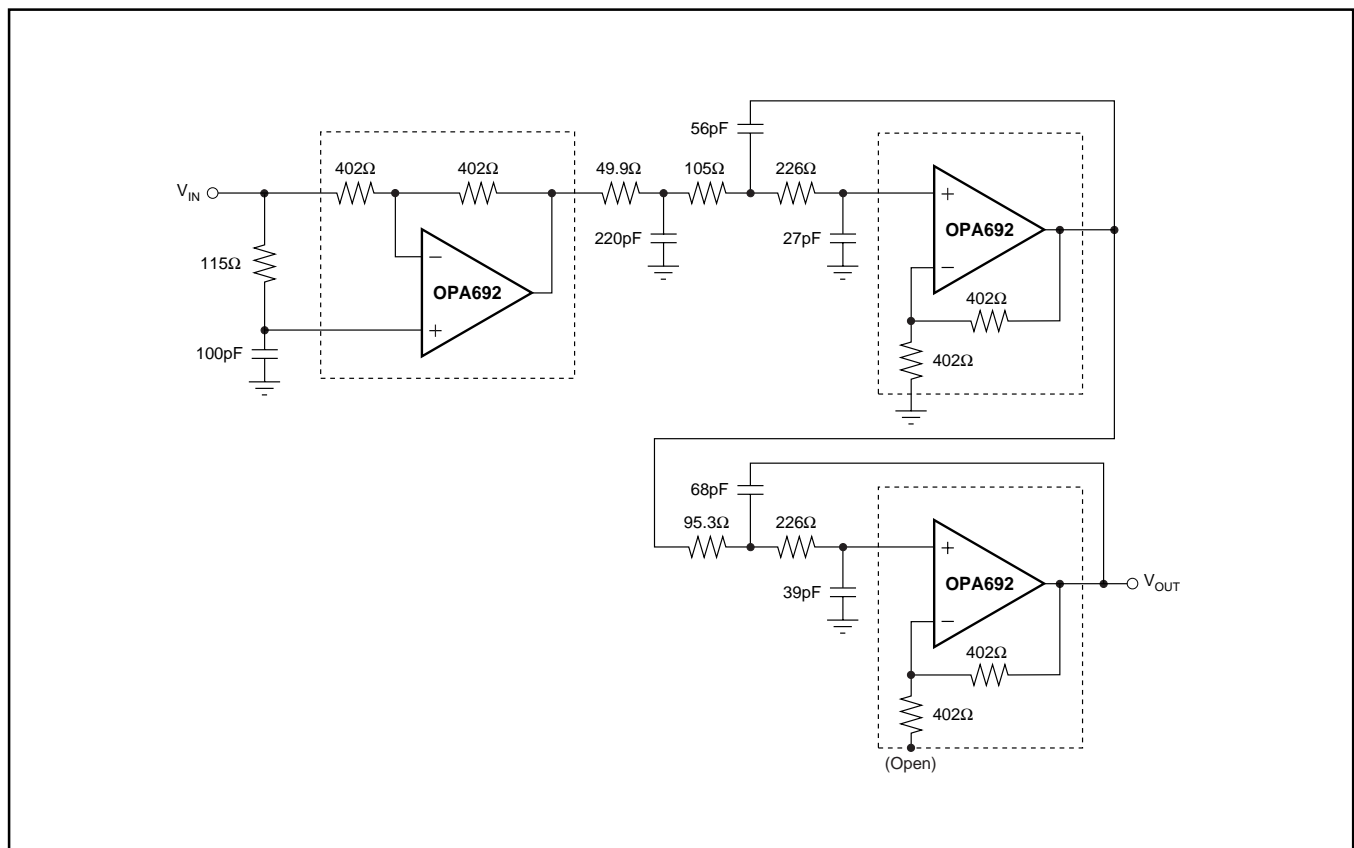 56pF
402Ω
402Ω
49.9Ω
105Ω
226Ω
V_IN
+
OPA692
−
115Ω
−
OPA692
+
220pF
27pF
402Ω
100pF
402Ω
68pF
95.3Ω
226Ω
+
OPA692
−
V_OUT
39pF
402Ω
402Ω
(Open)